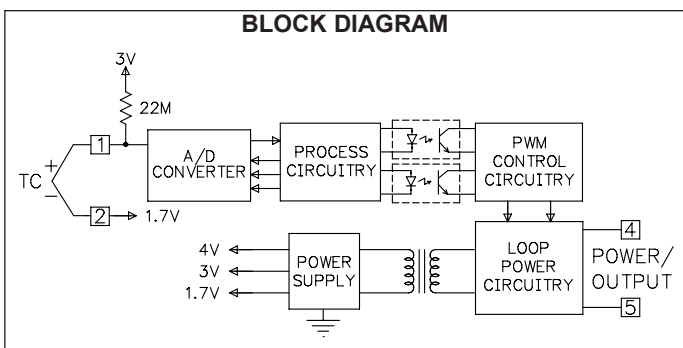 BLOCK DIAGRAM
3V
22M
1
TC
+
−
2
1.7V
A/D
CONVERTER
PROCESS
CIRCUITRY
PWM
CONTROL
CIRCUITRY
4V
3V
1.7V
POWER
SUPPLY
LOOP
POWER
CIRCUITRY
4
POWER/
OUTPUT
5